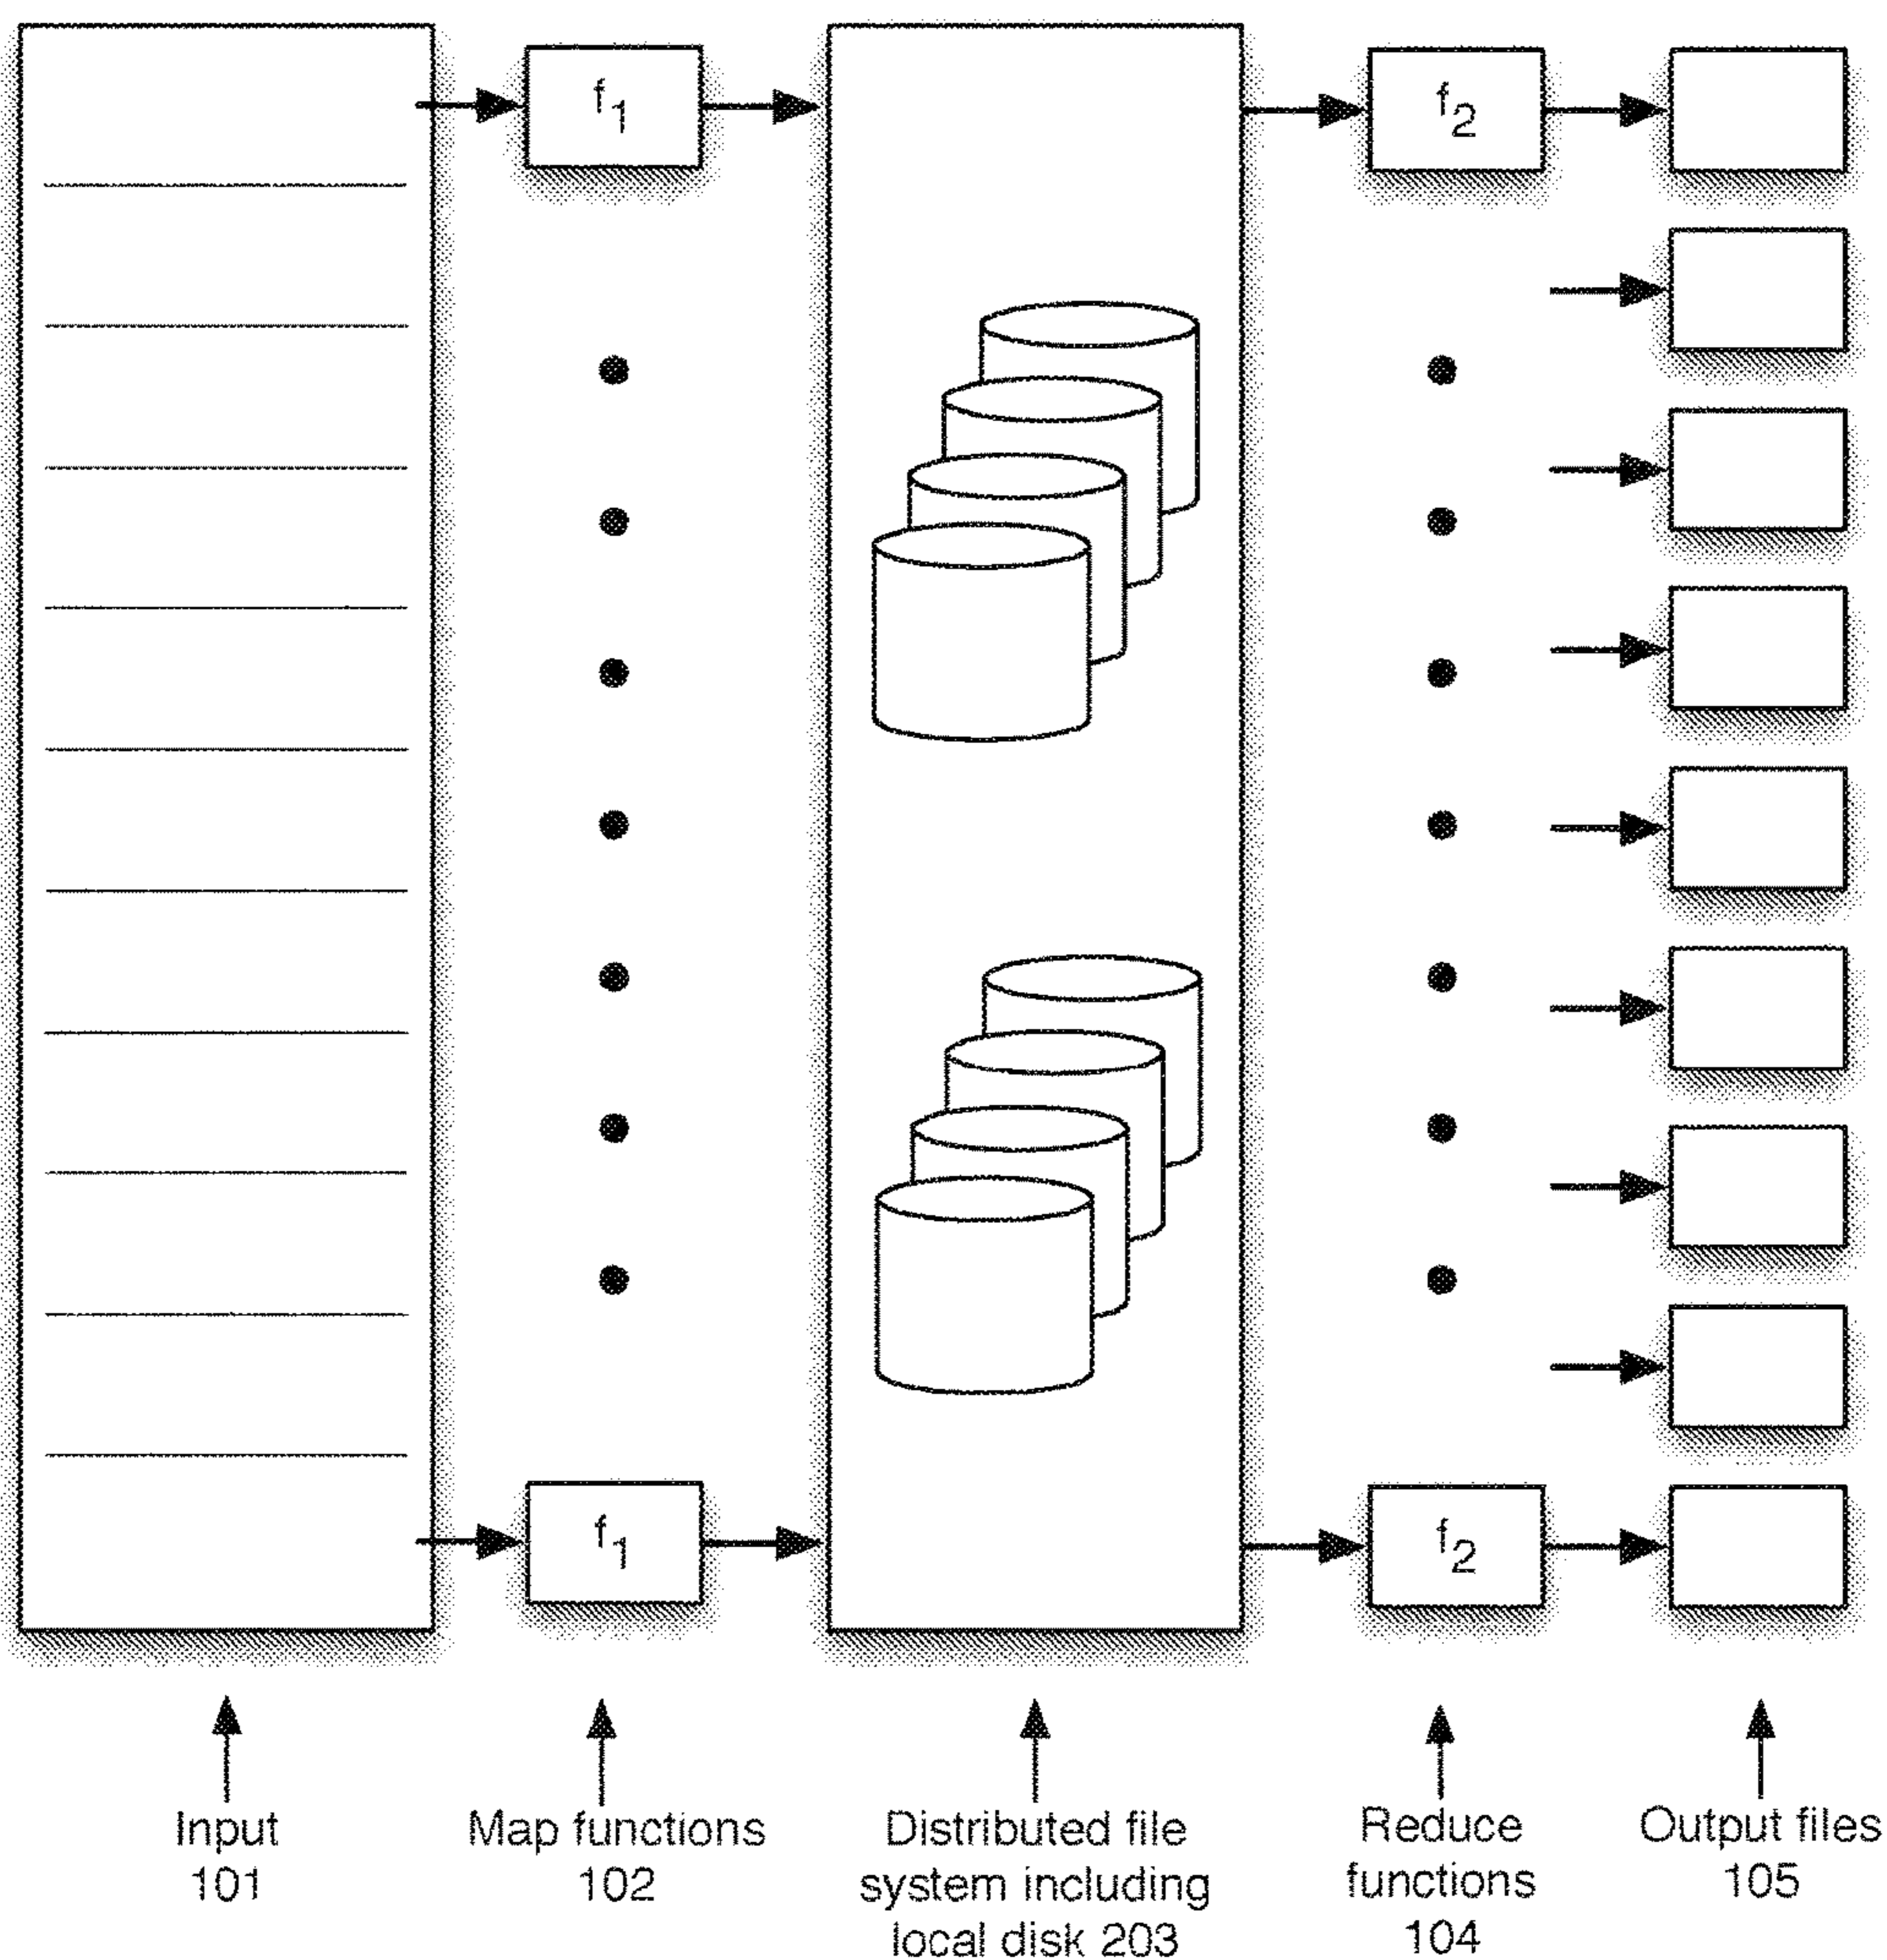 f1
f2
f1
f2
Input
101
Map functions
102
Distributed file
system including
local disk 203
Reduce
functions
104
Output files
105